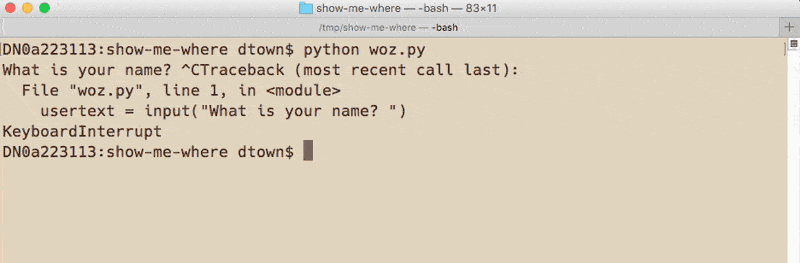 show-me-where — -bash — 83×11
/tmp/show-me-where — -bash
DN0a223113:show-me-where dtown$ python woz.py
What is your name? ^CTraceback (most recent call last):
  File "woz.py", line 1, in <module>
    usertext = input("What is your name? ")
KeyboardInterrupt
DN0a223113:show-me-where dtown$